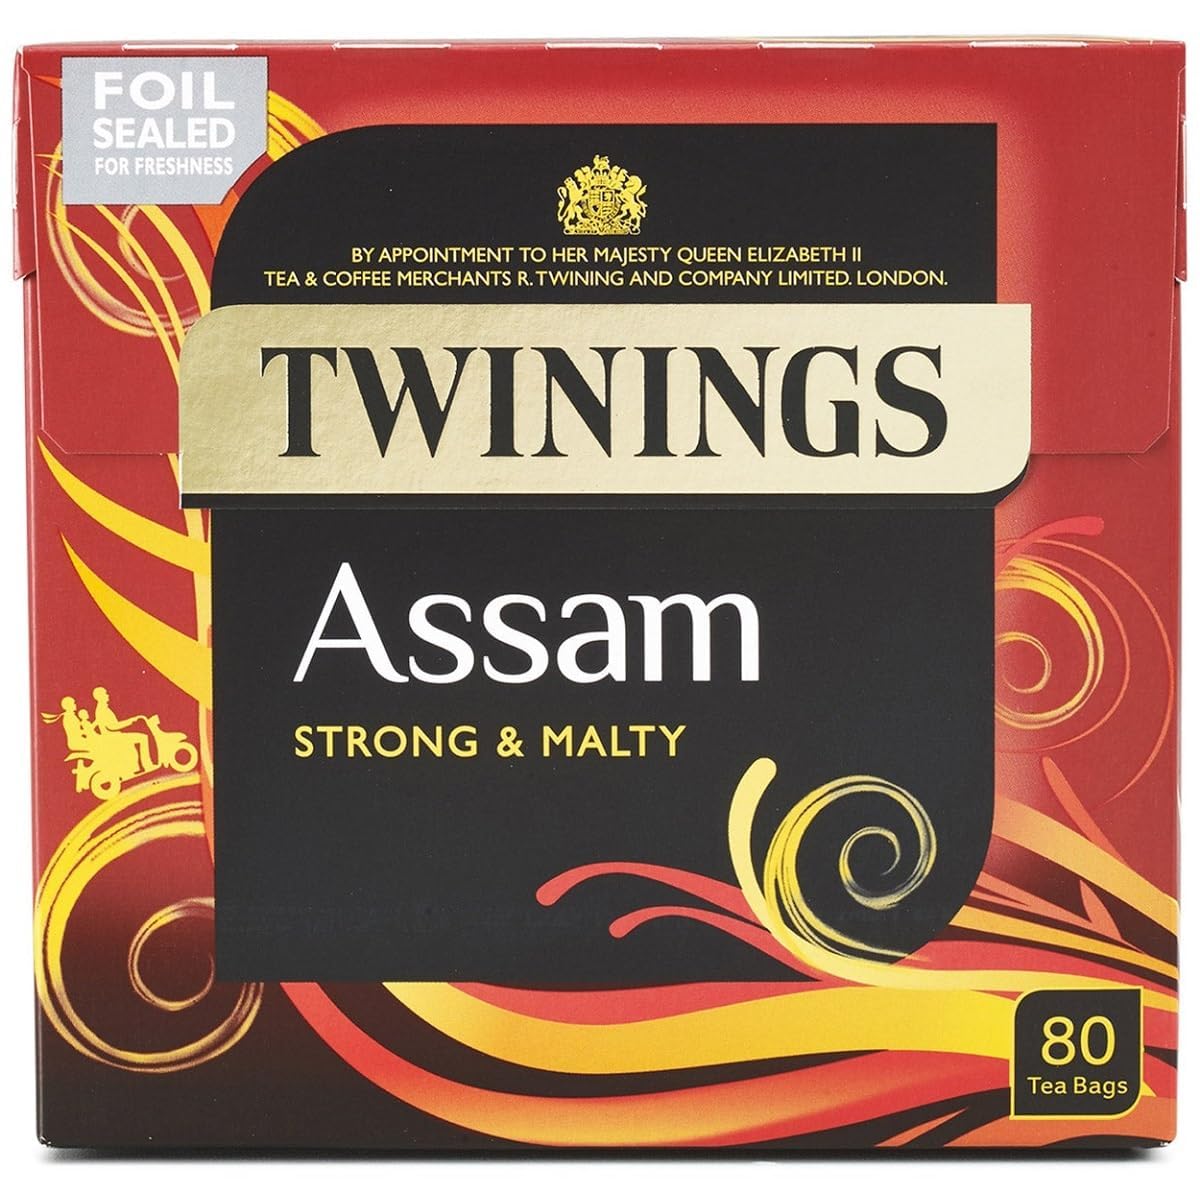 FOIL
SEALED
FOR FRESHNESS
BY APPOINTMENT TO HER MAJESTY QUEEN ELIZABETH II
TEA & COFFEE MERCHANTS R. TWINING AND COMPANY LIMITED. LONDON.
TWININGS
Assam
STRONG & MALTY
80
Tea Bags